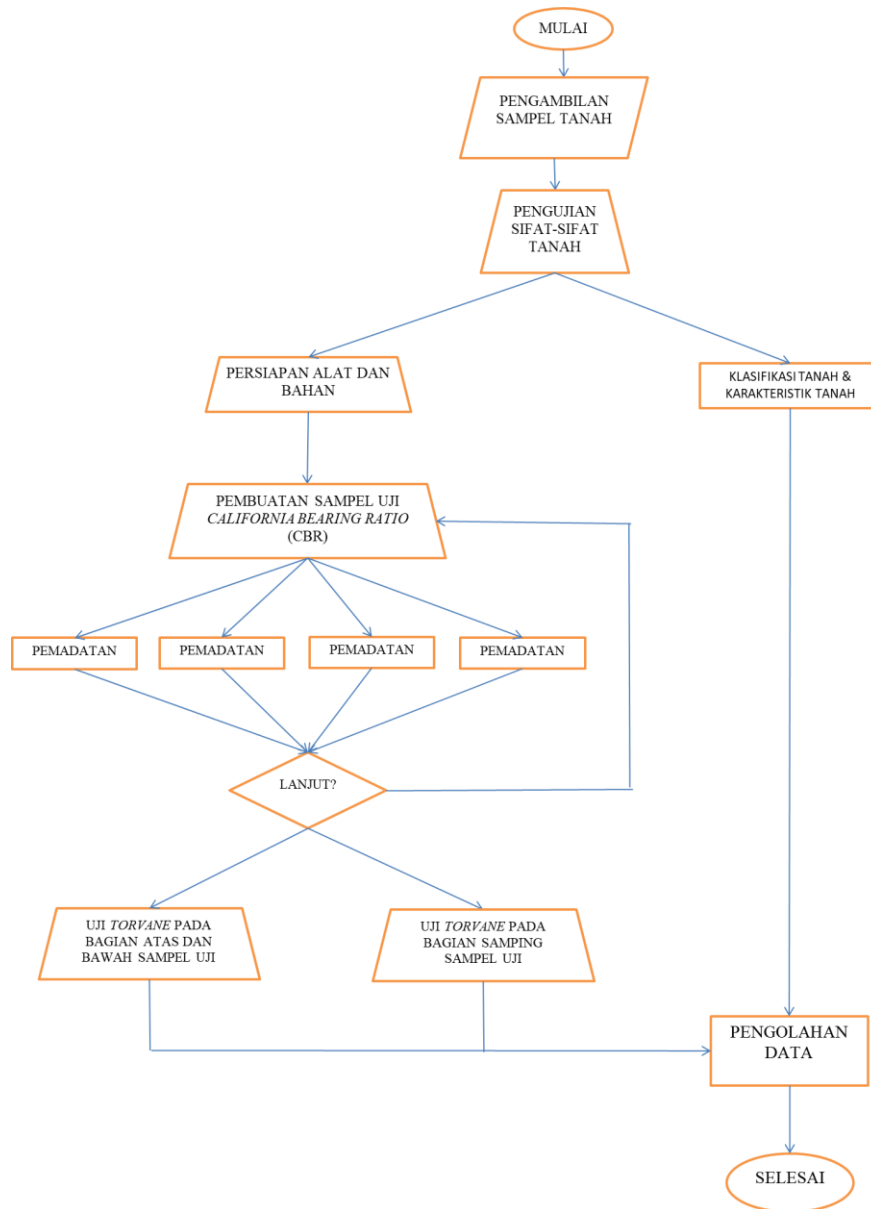 MULAI
PENGAMBILAN
SAMPEL TANAH
PENGUJIAN
SIFAT-SIFAT
TANAH
PERSIAPAN ALAT DAN
BAHAN
KLASIFIKASI TANAH &
KARAKTERISTIK TANAH
PEMBUATAN SAMPEL UJI
CALIFORNIA BEARING RATIO
(CBR)
PEMADATAN
PEMADATAN
PEMADATAN
PEMADATAN
LANJUT?
UJI TORVANE PADA
BAGIAN ATAS DAN
BAWAH SAMPEL UJI
UJI TORVANE PADA
BAGIAN SAMPING
SAMPEL UJI
PENGOLAHAN
DATA
SELESAI